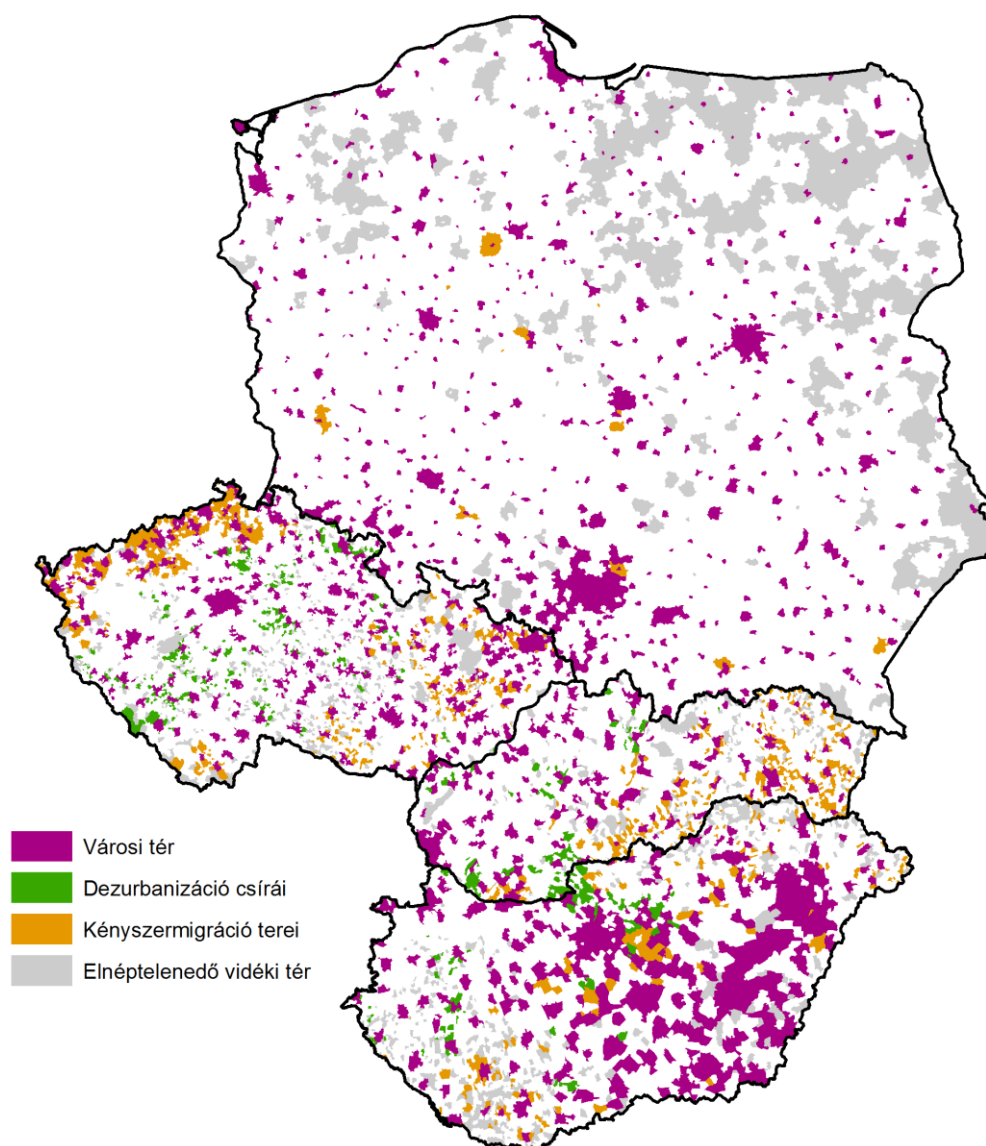 Városi tér
Dezurbanizáció csírái
Kényszermigráció terei
Elnéptelenedő vidéki tér